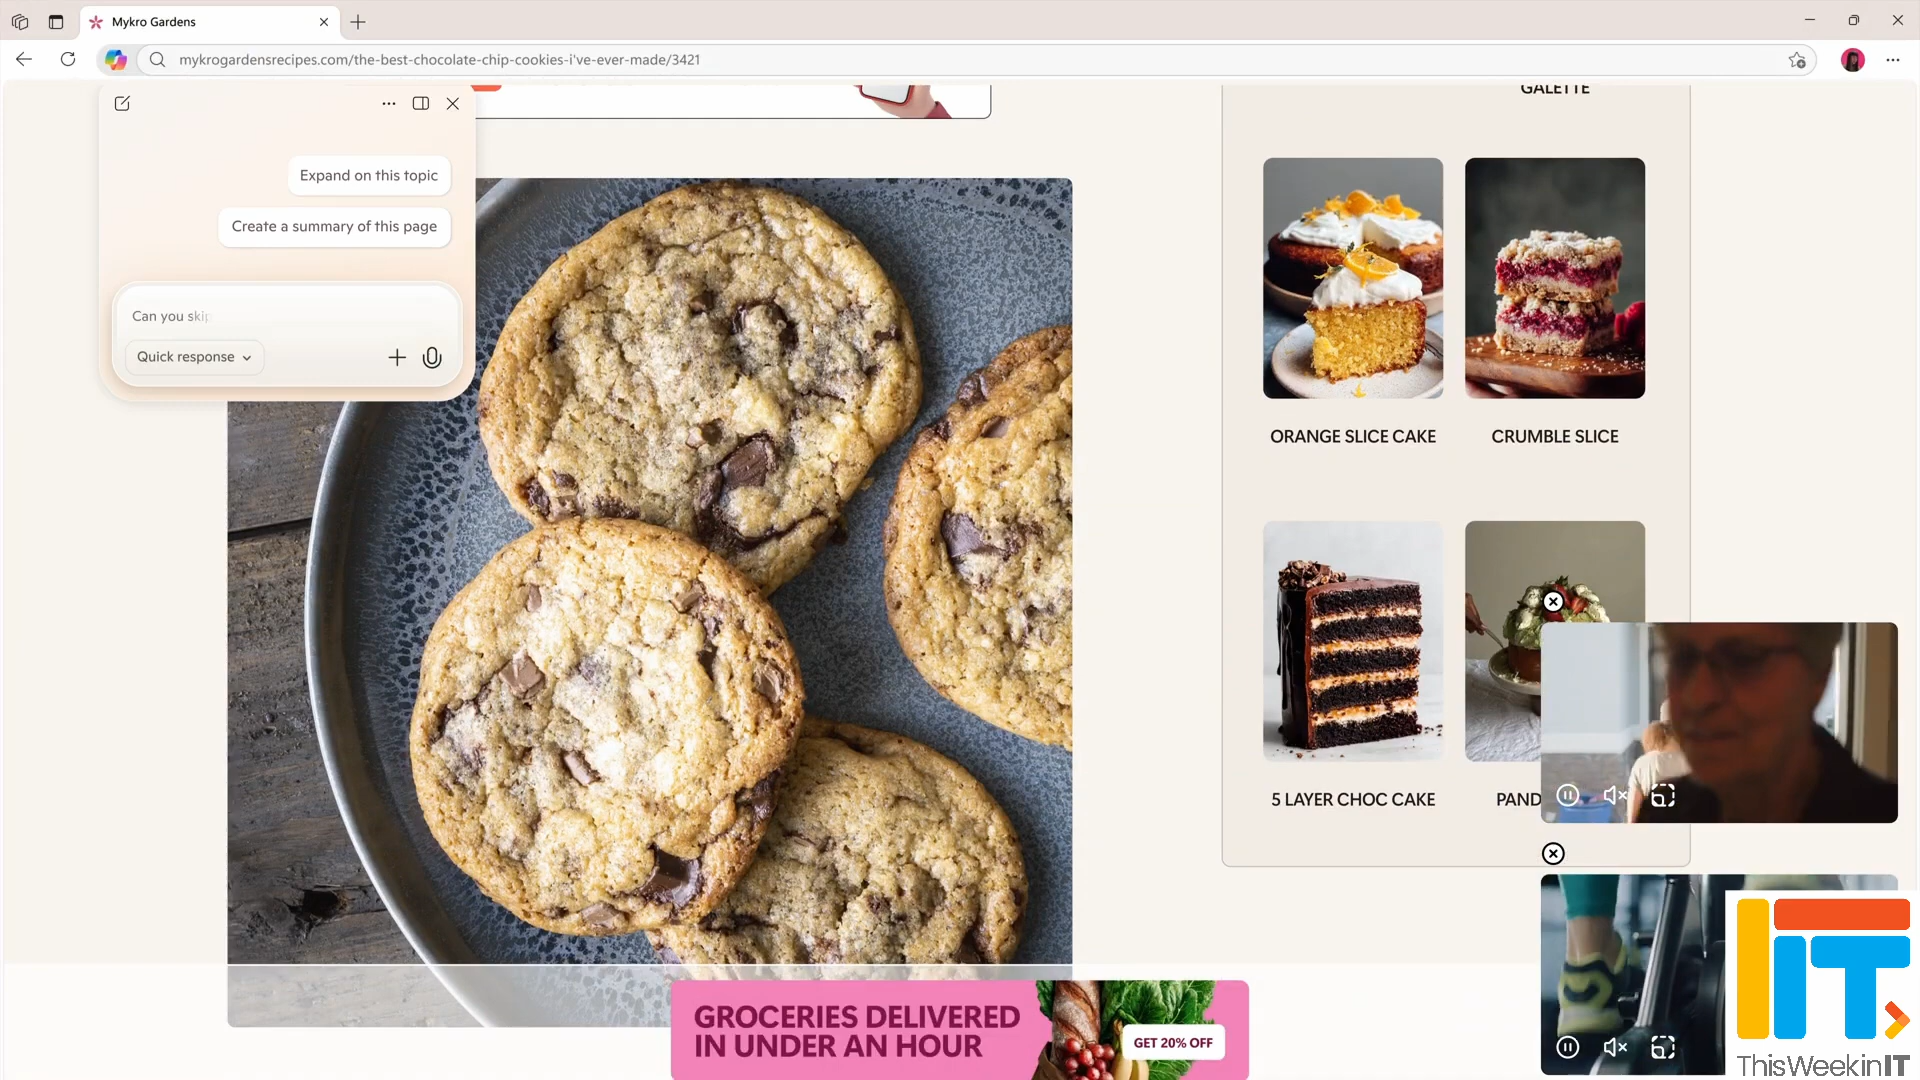 Mykro Gardens
mykrogardensrecipes.com/the-best-chocolate-chip-cookies-i've-ever-made/3421
Expand on this topic
Create a summary of this page
Can you skip
Quick response
GALETTE
ORANGE SLICE CAKE
CRUMBLE SLICE
5 LAYER CHOC CAKE
PAND
GROCERIES DELIVERED
IN UNDER AN HOUR
GET 20% OFF
IT
ThisWeekinIT